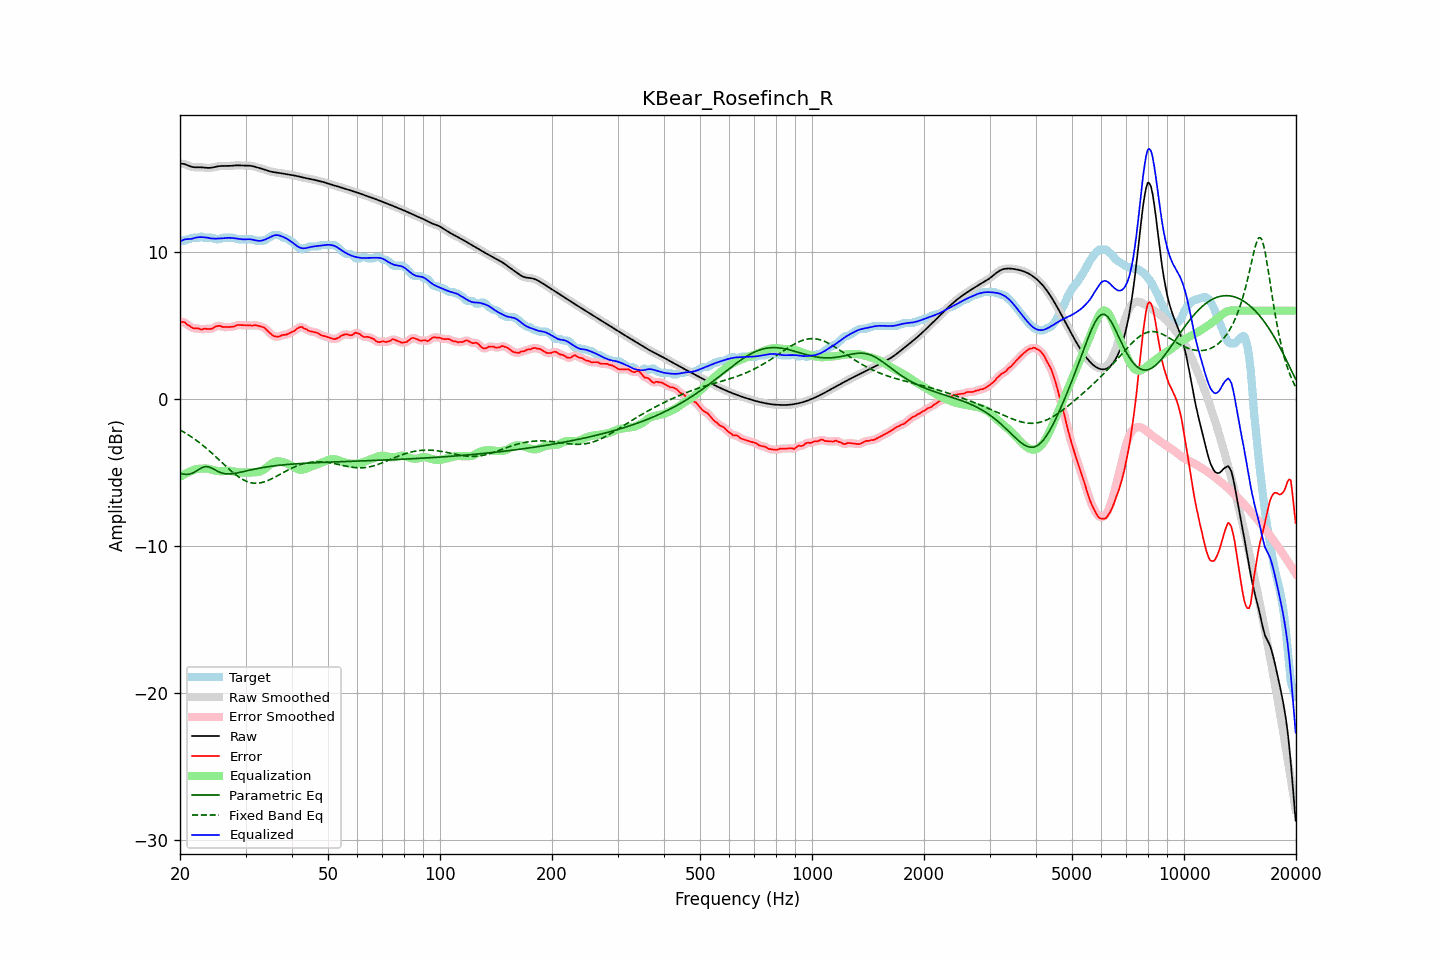 KBear_Rosefinch_R
Amplitude (dBr)
10
0
−10
−20
−30
Target
Raw Smoothed
Error Smoothed
Raw
Error
Equalization
Parametric Eq
Fixed Band Eq
Equalized
20 50 100 200 500 1000 2000 5000 10000 20000
Frequency (Hz)